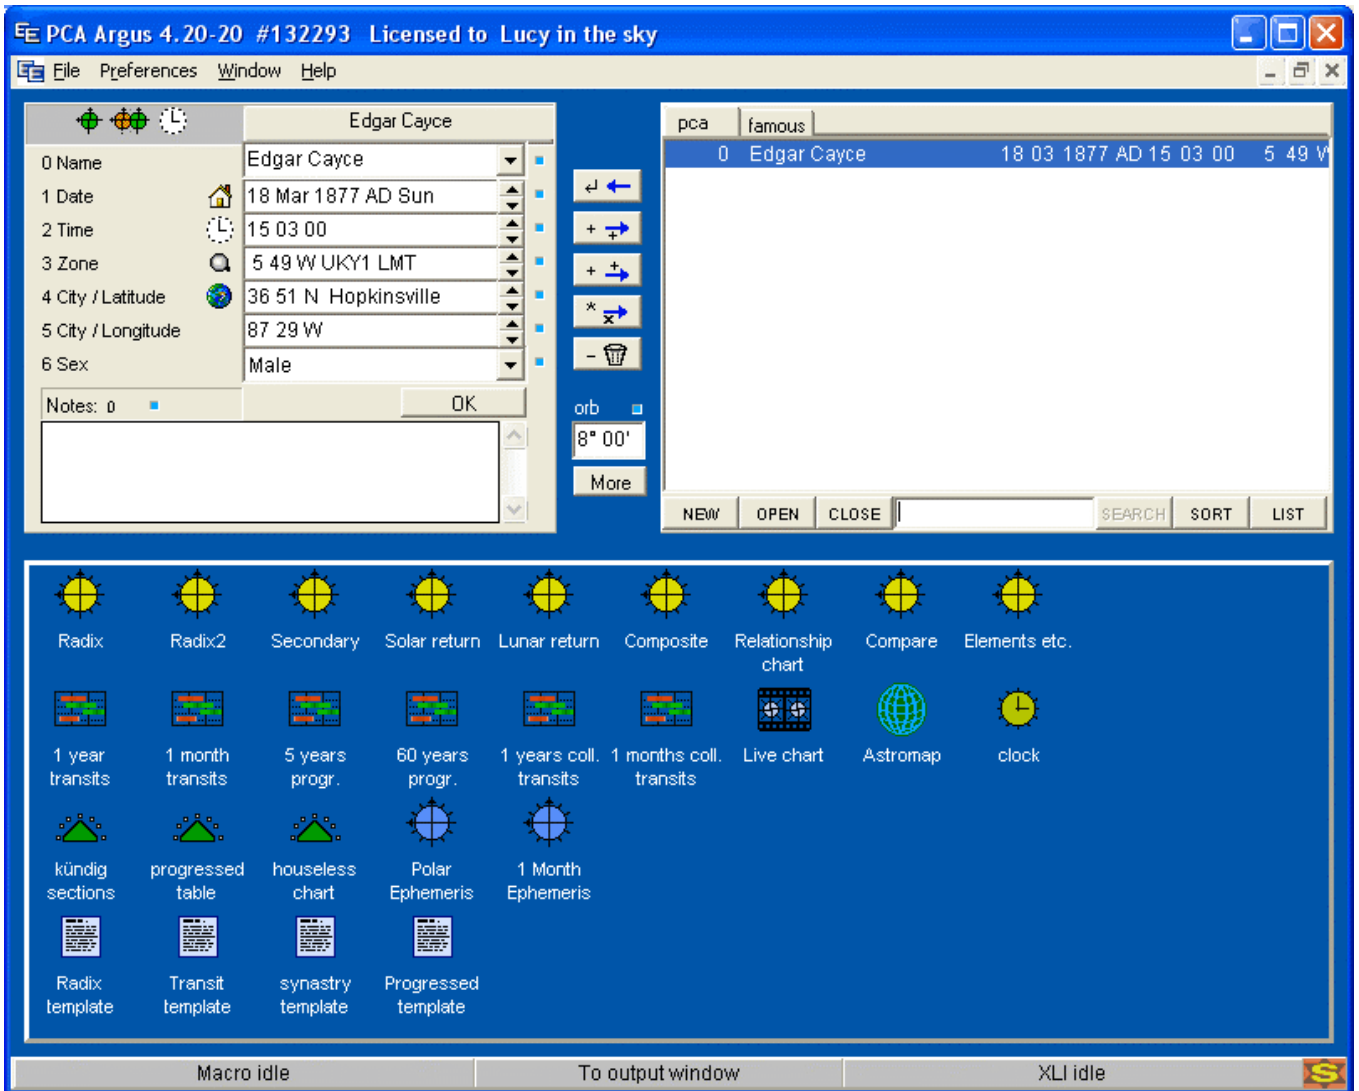 PCA Argus 4.20-20 #132293 Licensed to Lucy in the sky
File Preferences Window Help
Edgar Cayce
0 Name Edgar Cayce
1 Date 18 Mar 1877 AD Sun
2 Time 15 03 00
3 Zone 5 49 W UKY1 LMT
4 City / Latitude 36 51 N Hopkinsville
5 City / Longitude 87 29 W
6 Sex Male
Notes: 0 OK
orb
8° 00'
More
pca famous
0 Edgar Cayce 18 03 1877 AD 15 03 00 5 49 W
NEW OPEN CLOSE SEARCH SORT LIST
Radix Radix2 Secondary Solar return Lunar return Composite Relationship Compare Elements etc.
chart
1 year 1 month 5 years 60 years 1 years coll. 1 months coll. Live chart Astromap clock
transits transits progr. progr. transits transits
kündig progressed houseless Polar 1 Month
sections table chart Ephemeris Ephemeris
Radix Transit synastry Progressed
template template template template
Macro idle To output window XLI idle